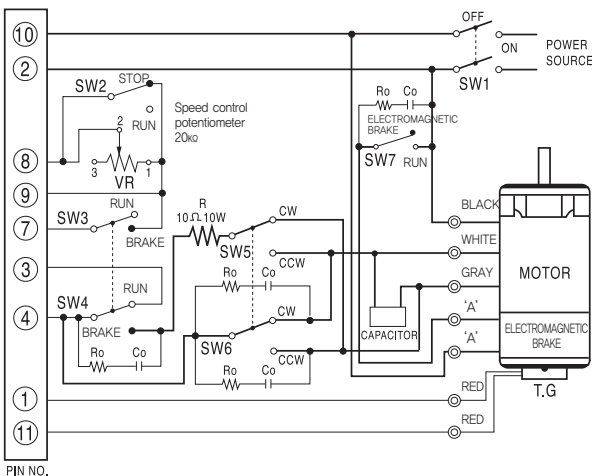 10
OFF
ON
POWER
SOURCE
2
SW1
SW2
STOP
RUN
Speed control
potentiometer
20KΩ
Ro Co
ELECTROMAGNETIC
BRAKE
SW7 RUN
8
2
3
1
VR
9
7
SW3
RUN
BRAKE
R
10Ω 10W
SW5
CW
CCW
BLACK
WHITE
GRAY
'A'
'A'
MOTOR
ELECTROMAGNETIC
BRAKE
T.G
3
4
SW4
RUN
BRAKE
Ro Co
Ro Co
CW
SW6
CCW
Ro Co
CAPACITOR
1
RED
11
RED
PIN NO.